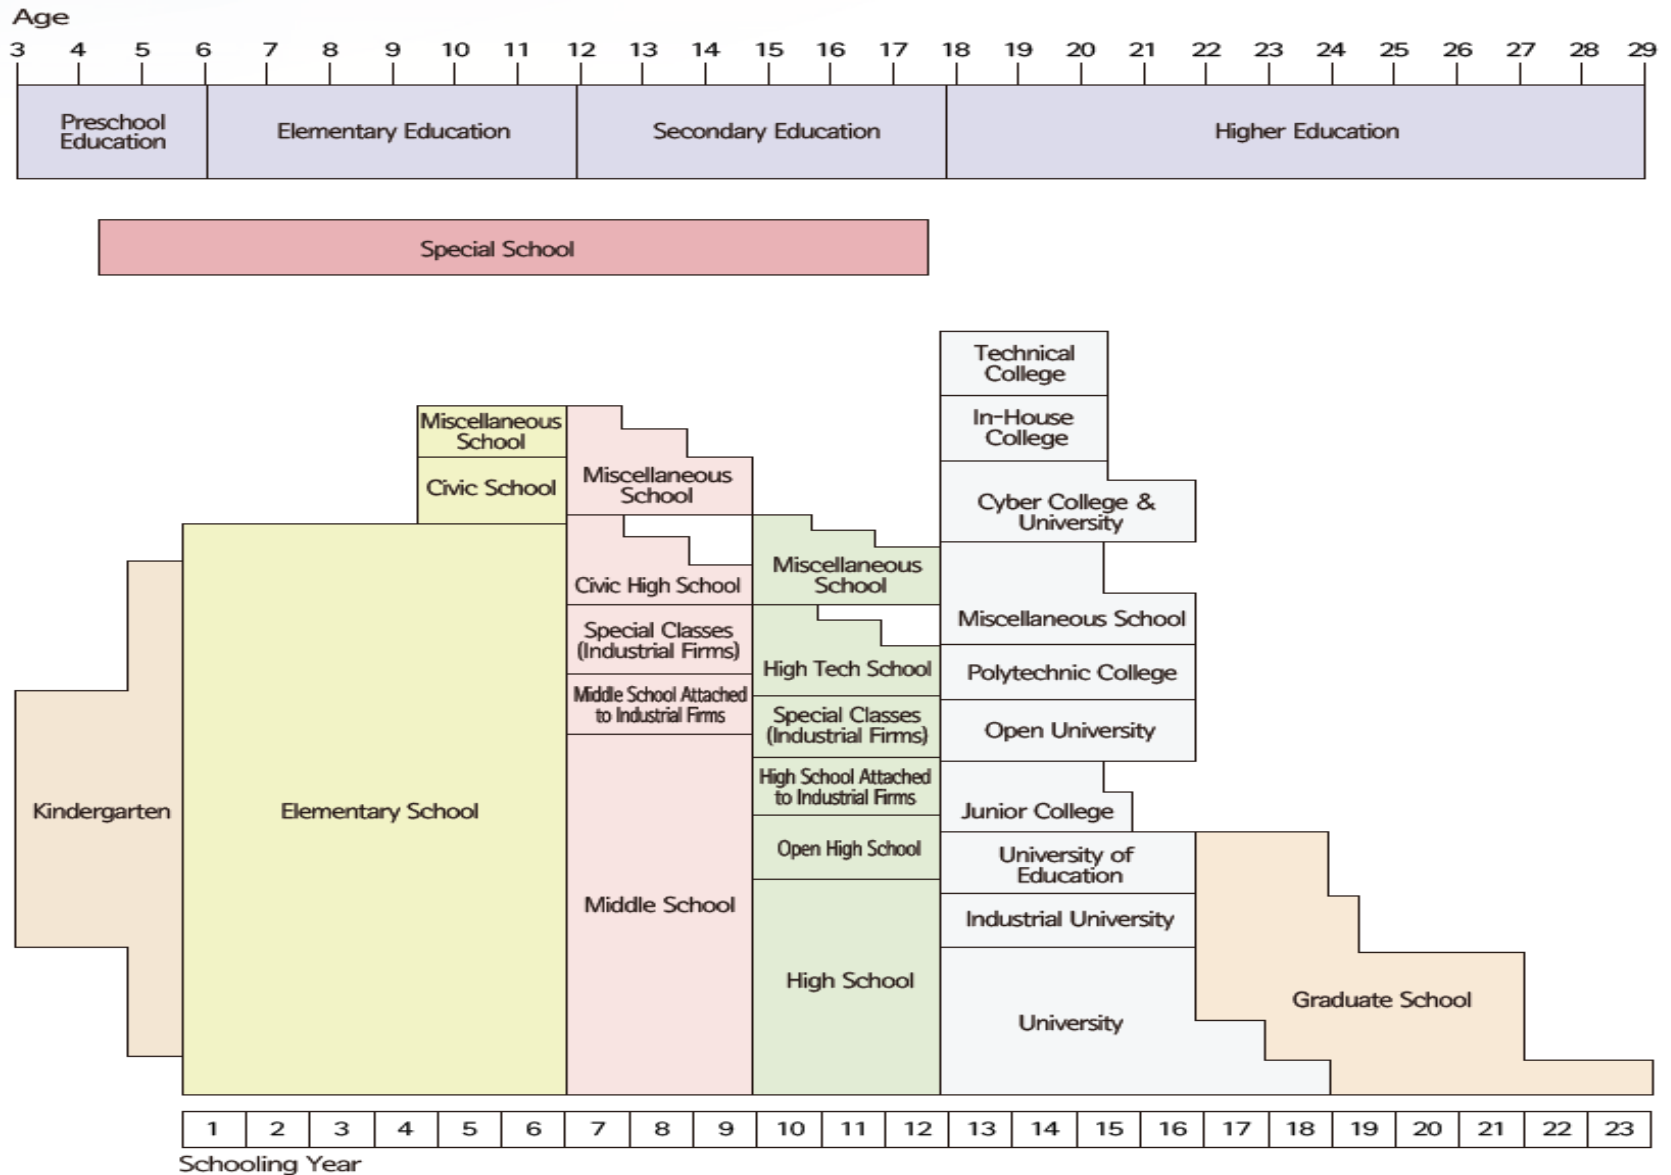 Age
3 4 5 6 7 8 9 10 11 12 13 14 15 16 17 18 19 20 21 22 23 24 25 26 27 28 29
Preschool
Education
Elementary Education
Secondary Education
Higher Education
Special School
Technical
College
In-House
College
Cyber College &
University
Miscellaneous School
Polytechnic College
Open University
Junior College
University of
Education
Industrial University
University
Graduate School
Miscellaneous
School
Civic School
Miscellaneous
School
Civic High School
Special Classes
(Industrial Firms)
Middle School Attached
to Industrial Firms
Middle School
Miscellaneous
School
High Tech School
Special Classes
(Industrial Firms)
High School Attached
to Industrial Firms
Open High School
High School
Kindergarten
Elementary School
1 2 3 4 5 6 7 8 9 10 11 12 13 14 15 16 17 18 19 20 21 22 23
Schooling Year